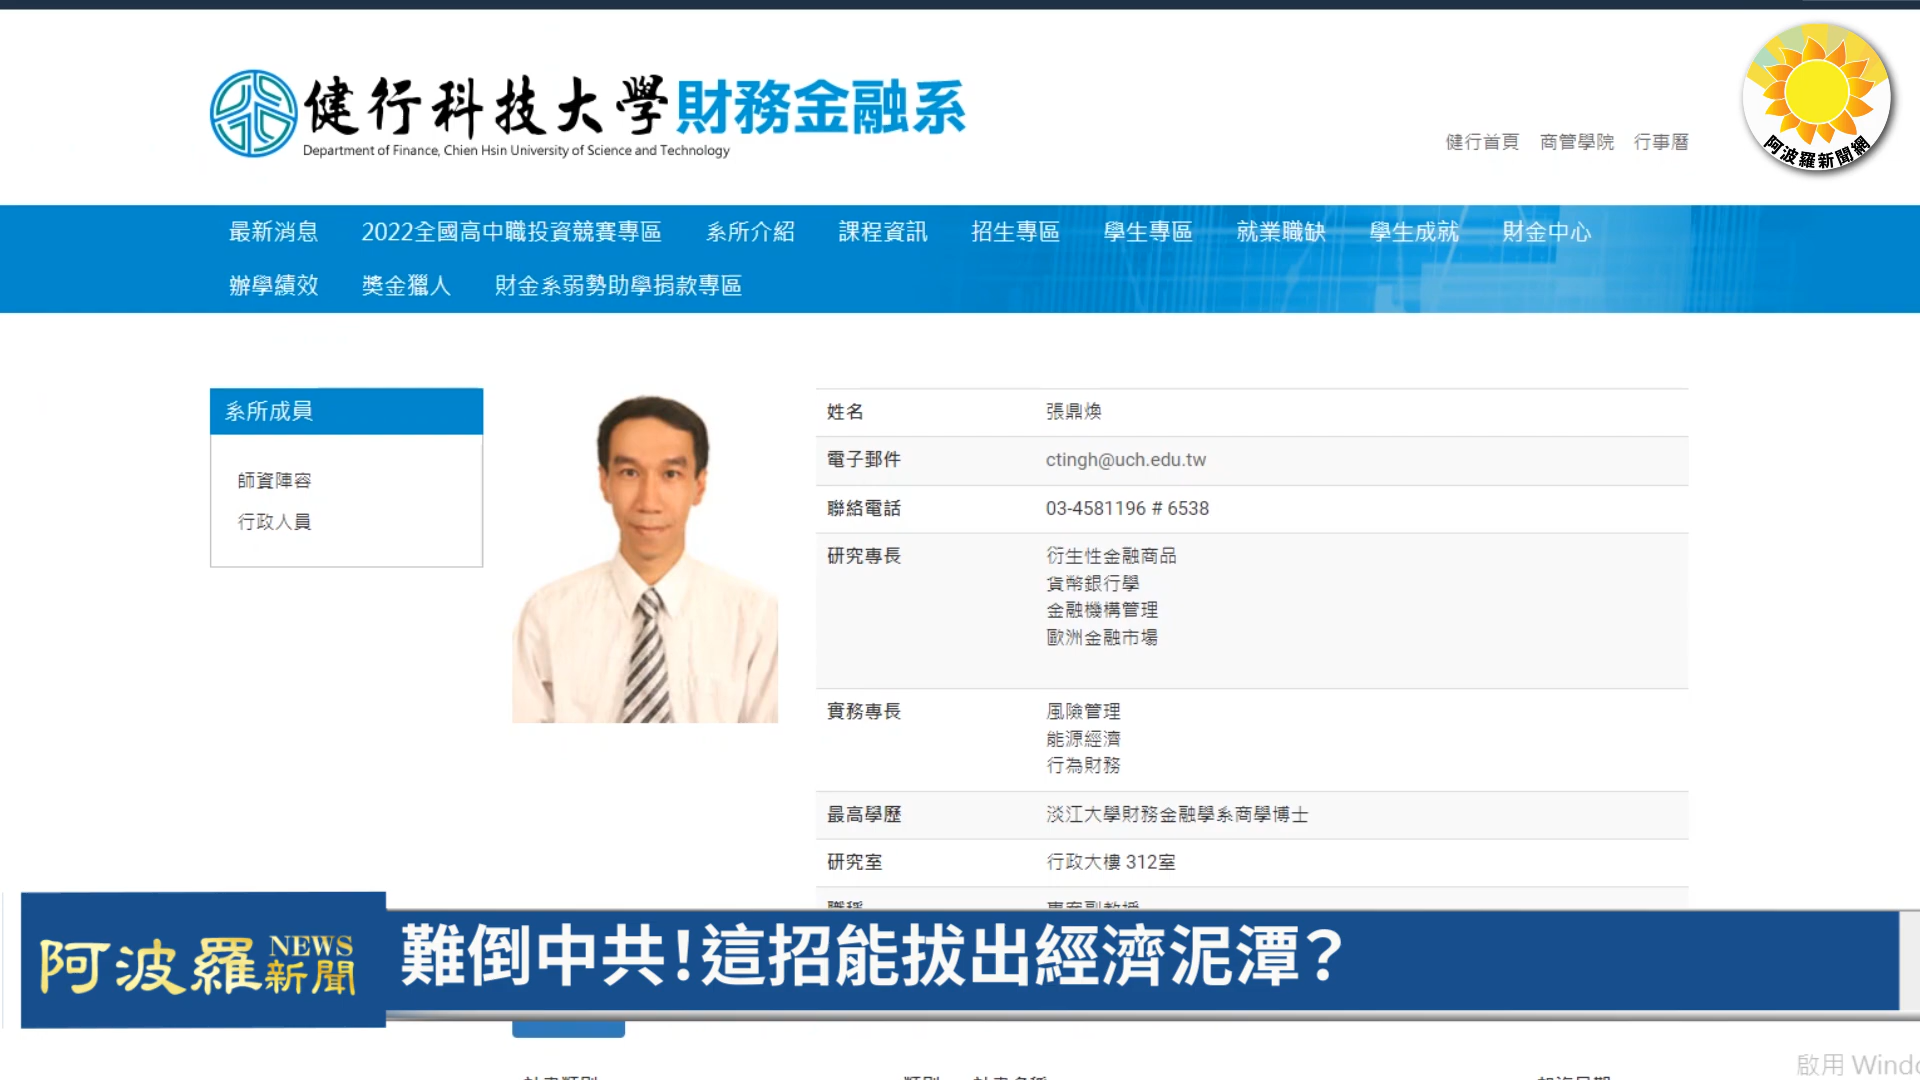 健行科技大學財務金融系
Department of Finance, Chien Hsin University of Science and Technology
健行首頁 商管學院 行事曆
阿波羅新聞網
最新消息 2022全國高中職投資競賽專區 系所介紹 課程資訊 招生專區 學生專區 就業職缺 學生成就 財金中心
辦學績效 獎金獵人 財金系弱勢助學捐款專區
系所成員
師資陣容
行政人員
姓名 張鼎煥
電子郵件 ctingh@uch.edu.tw
聯絡電話 03-4581196 # 6538
研究專長 衍生性金融商品
貨幣銀行學
金融機構管理
歐洲金融市場
實務專長 風險管理
能源經濟
行為財務
最高學歷 淡江大學財務金融學系商學博士
研究室 行政大樓 312室
阿波羅 NEWS 新聞
難倒中共!這招能拔出經濟泥潭?
啟用